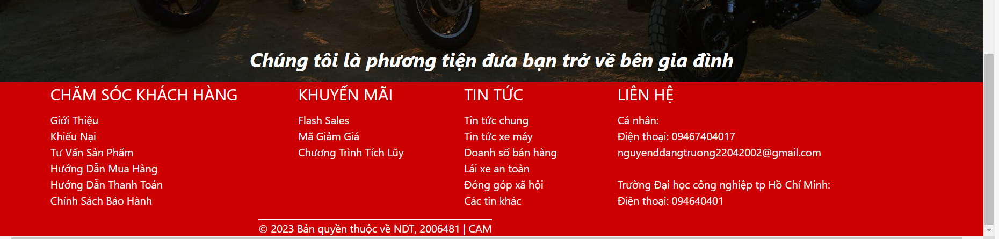 Chúng tôi là phương tiện đưa bạn trở về bên gia đình
CHĂM SÓC KHÁCH HÀNG
Giới Thiệu
Khiếu Nại
Tư Vấn Sản Phẩm
Hướng Dẫn Mua Hàng
Hướng Dẫn Thanh Toán
Chính Sách Bảo Hành
KHUYẾN MÃI
Flash Sales
Mã Giảm Giá
Chương Trình Tích Lũy
TIN TỨC
Tin tức chung
Tin tức xe máy
Doanh số bán hàng
Lái xe an toàn
Đóng góp xã hội
Các tin khác
LIÊN HỆ
Cá nhân:
Điện thoại: 09467404017
nguyenddangtruong22042002@gmail.com
Trường Đại học công nghiệp tp Hồ Chí Minh:
Điện thoại: 094640401
© 2023 Bản quyền thuộc về NDT, 2006481 | CAM